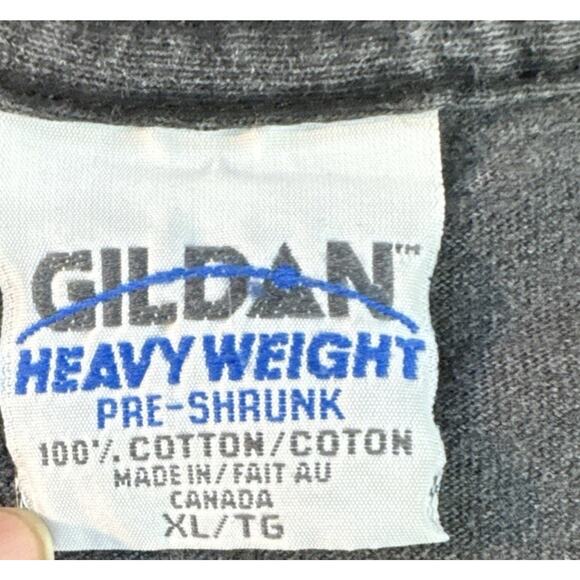 GILDAN™
HEAVY WEIGHT
PRE-SHRUNK
100% COTTON/COTON
MADE IN/FAIT AU
CANADA
XL/TG